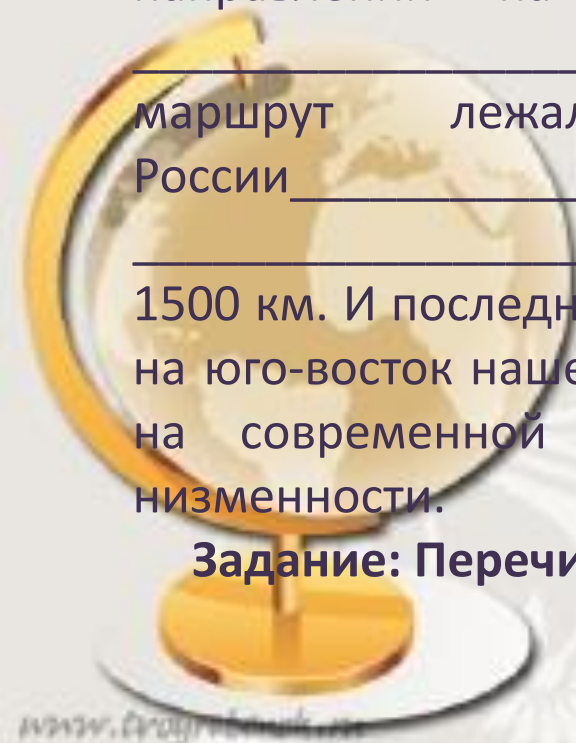 маршрут лежал
России
1500 км. И последн
на юго-восток наше
на современной
низменности.
Задание: Перечи